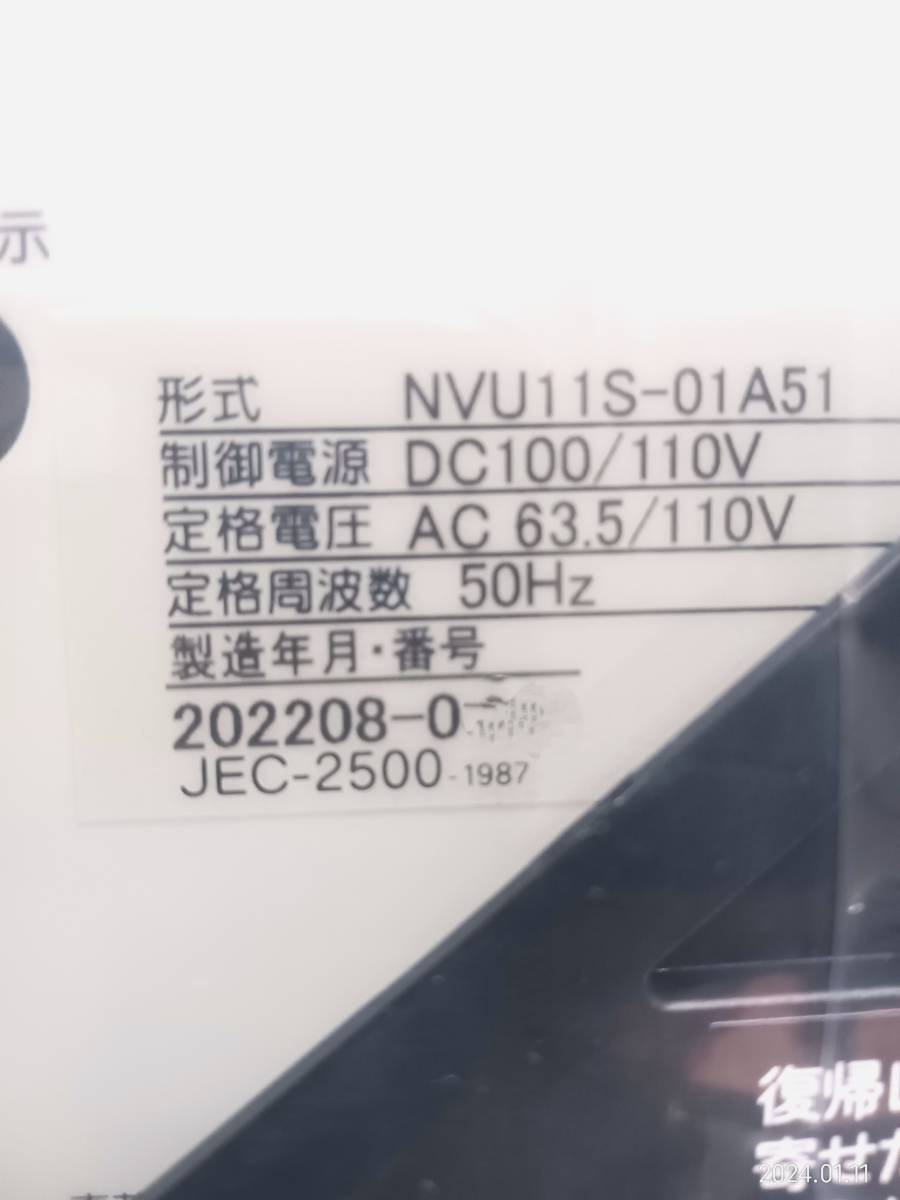 示
形式 NVU11S-01A51
制御電源 DC100/110V
定格電圧 AC 63.5/110V
定格周波数 50Hz
製造年月・番号
202208-0
JEC-2500-1987
復帰
寄せ
2024.01.11